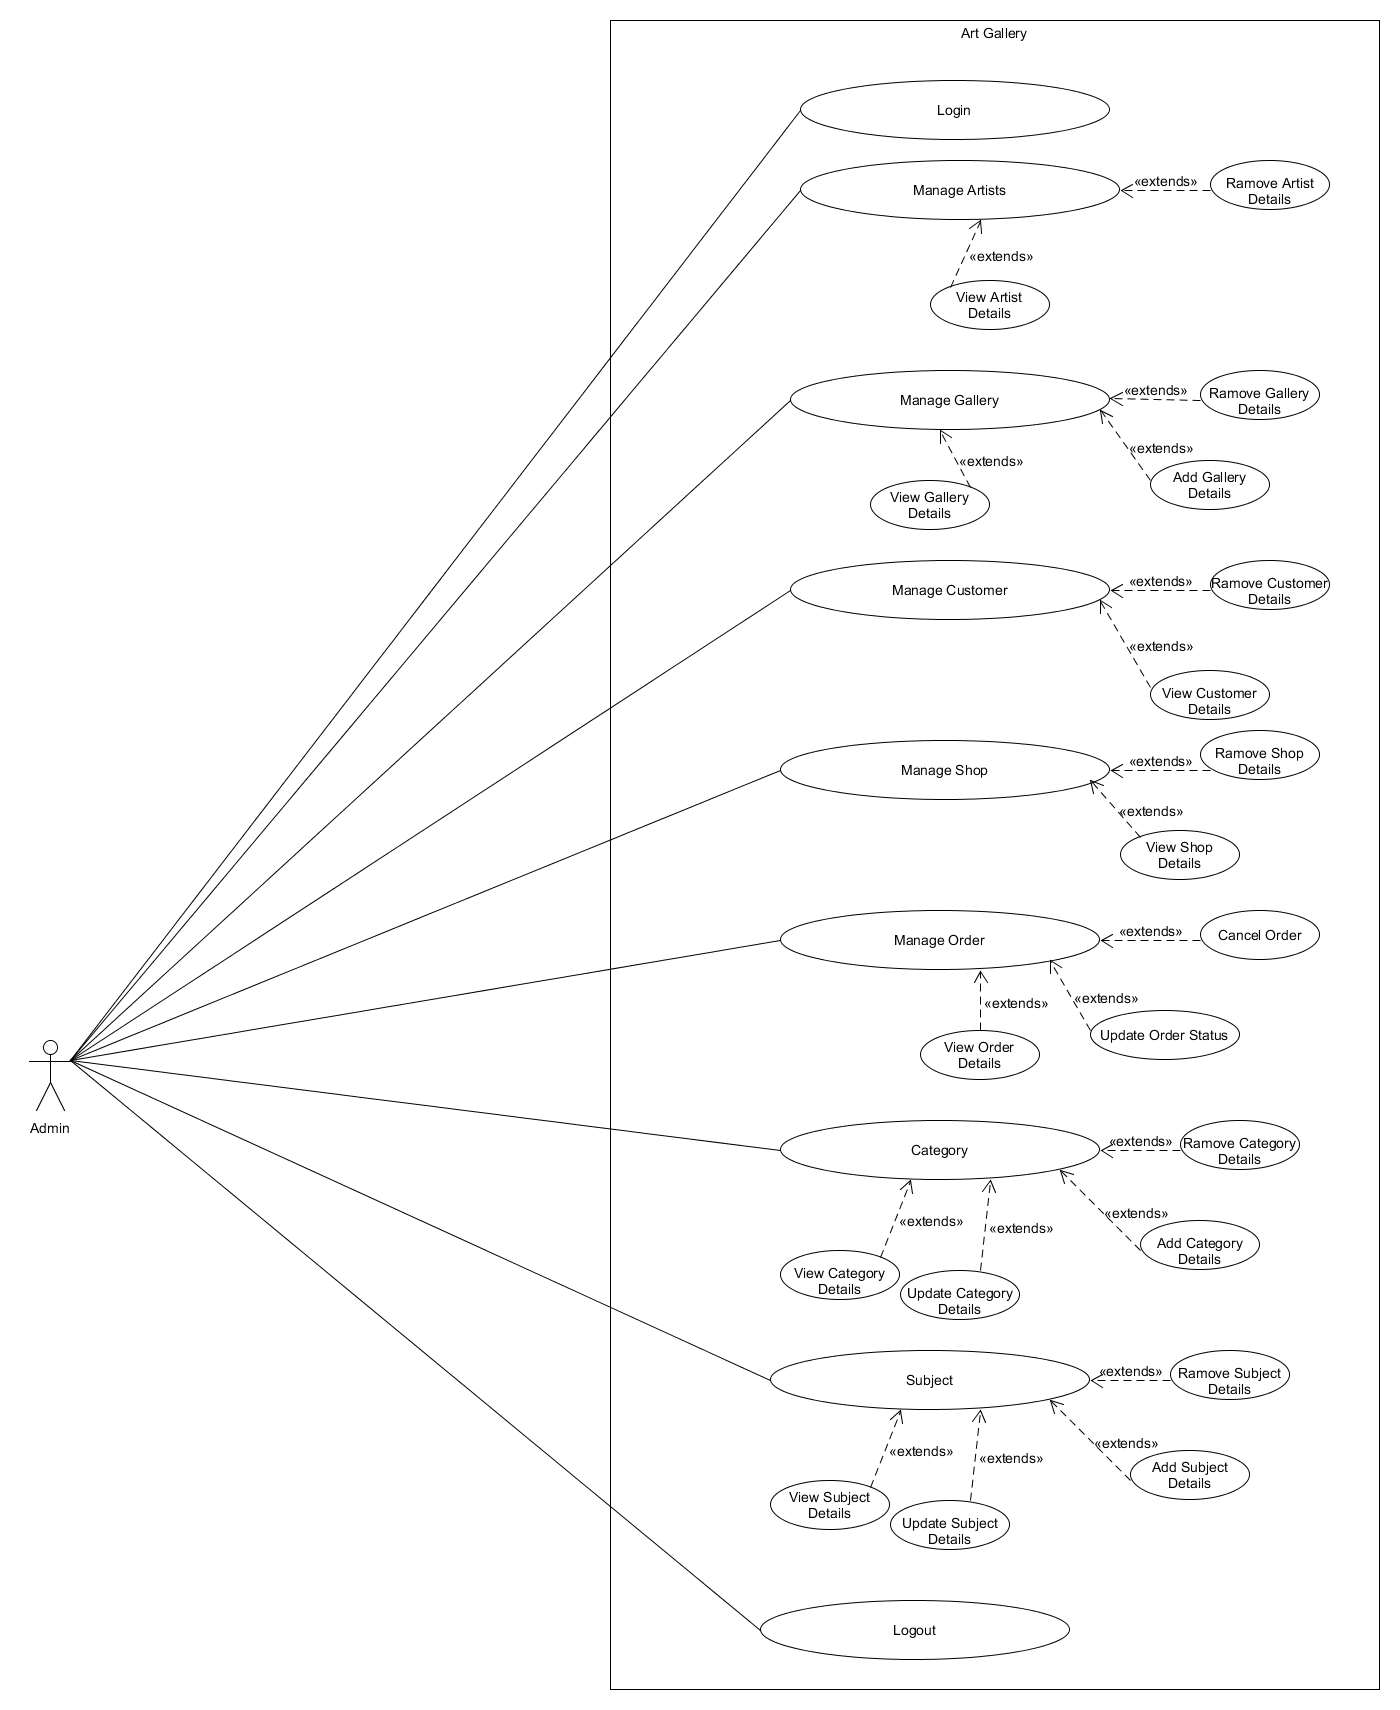 Art Gallery
Login
Manage Artists
«extends»
Ramove Artist
Details
«extends»
View Artist
Details
Manage Gallery
«extends»
Ramove Gallery
Details
«extends»
Add Gallery
Details
«extends»
View Gallery
Details
Manage Customer
«extends»
Ramove Customer
Details
«extends»
View Customer
Details
Manage Shop
«extends»
Ramove Shop
Details
«extends»
View Shop
Details
Manage Order
«extends»
Cancel Order
«extends»
Update Order Status
«extends»
View Order
Details
Admin
Category
«extends»
Ramove Category
Details
«extends»
Add Category
Details
«extends»
View Category
Details
«extends»
Update Category
Details
Subject
«extends»
Ramove Subject
Details
«extends»
Add Subject
Details
«extends»
View Subject
Details
«extends»
Update Subject
Details
Logout